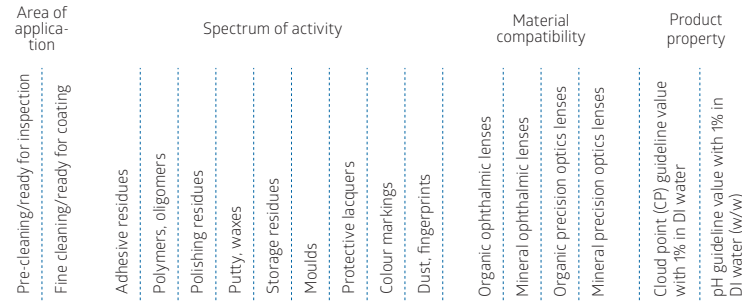 Area of
applica-
tion
Spectrum of activity
Material
compatibility
Product
property
Pre-cleaning/ready for inspection
Fine cleaning/ready for coating
Adhesive residues
Polymers, oligomers
Polishing residues
Putty, waxes
Storage residues
Moulds
Protective lacquers
Colour markings
Dust, fingerprints
Organic ophthalmic lenses
Mineral ophthalmic lenses
Organic precision optics lenses
Mineral precision optics lenses
Cloud point (CP) guideline value
with 1% in DI water
pH guideline value with 1% in
DI water (w/w)